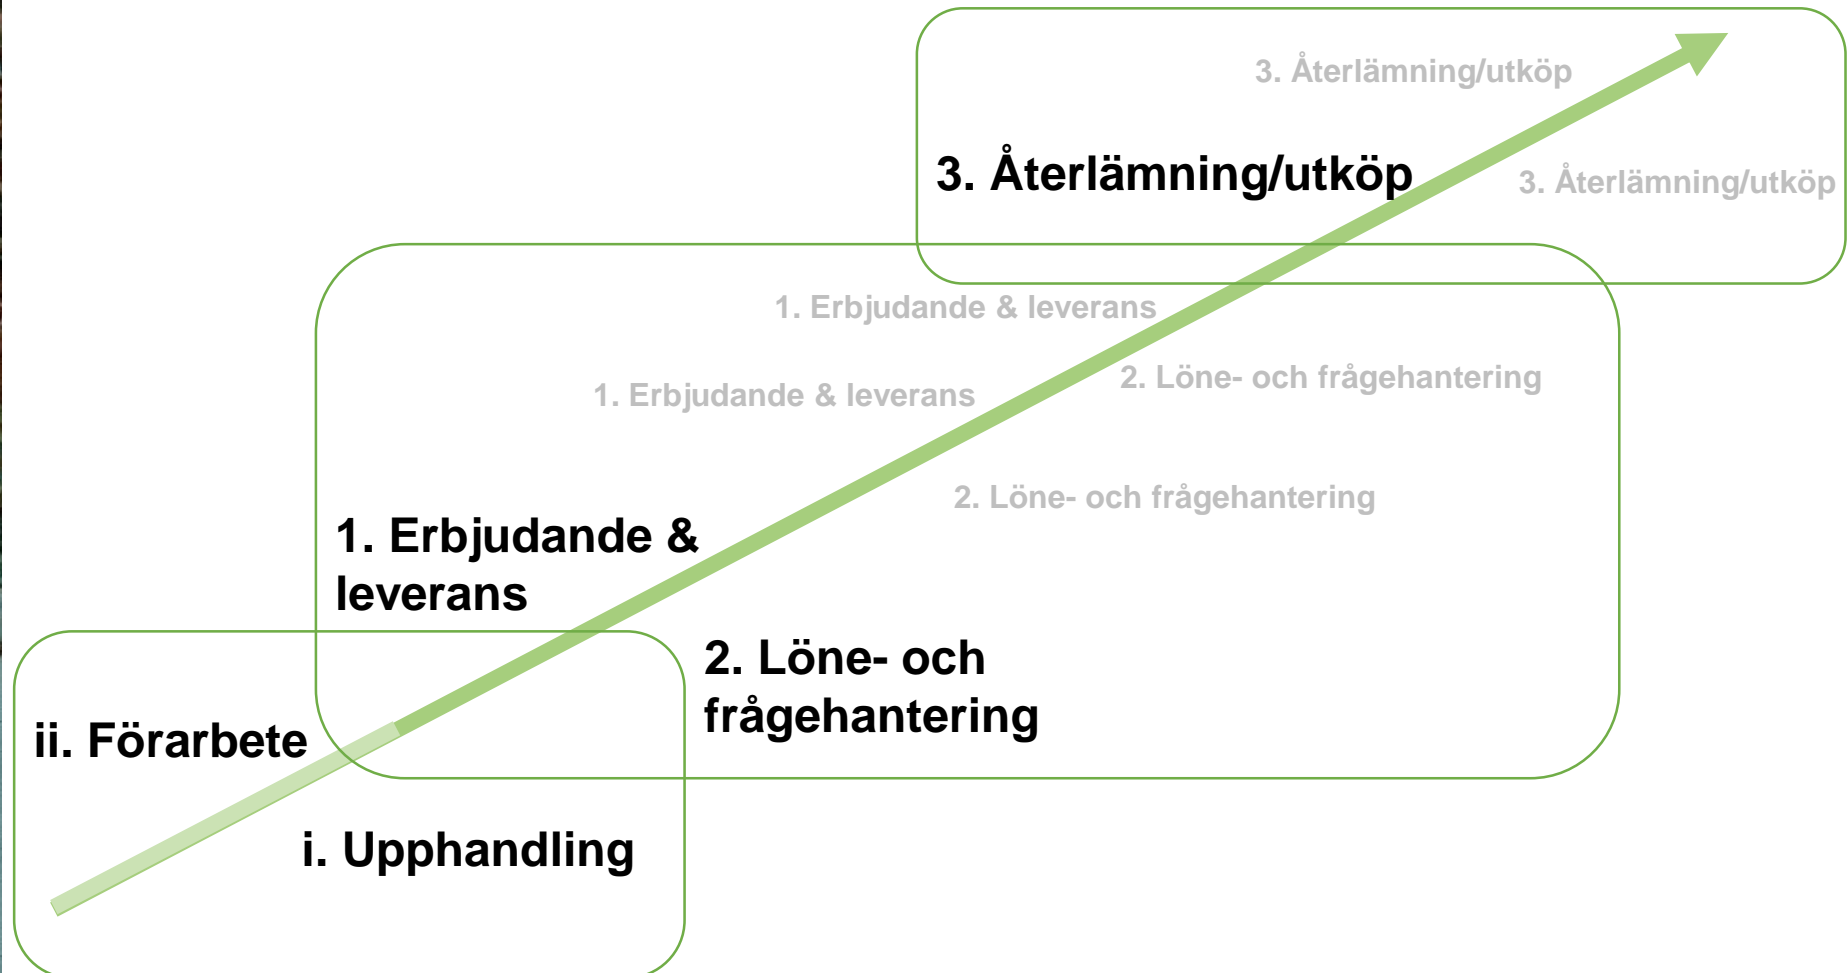 3. Återlämning/utköp
3. Återlämning/utköp
3. Återlämning/utköp
1. Erbjudande & leverans
2. Löne- och frågehantering
1. Erbjudande & leverans
2. Löne- och frågehantering
1. Erbjudande &
leverans
2. Löne- och
frågehantering
ii. Förarbete
i. Upphandling